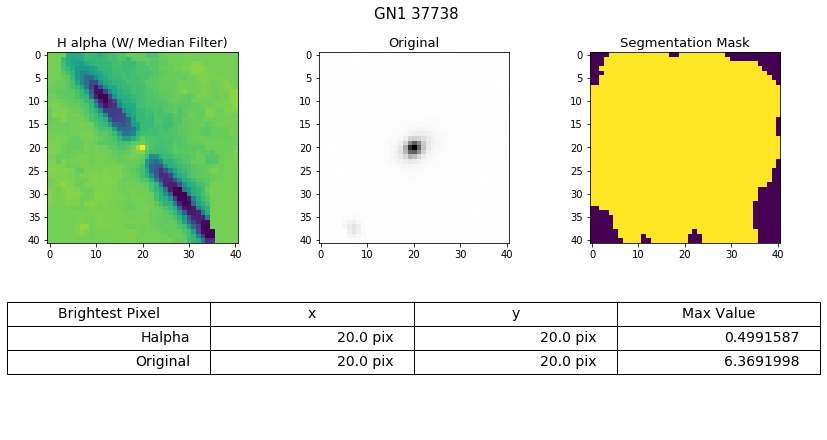 GN1 37738
H alpha (W/ Median Filter) Original Segmentation Mask
0 0 0
5 5 5
10 10 10
15 15 15
20 20 20
25 25 25
30 30 30
35 35 35
40 40 40
0 10 20 30 40 0 10 20 30 40 0 10 20 30 40
Brightest Pixel x y Max Value
Halpha 20.0 pix 20.0 pix 0.4991587
Original 20.0 pix 20.0 pix 6.3691998